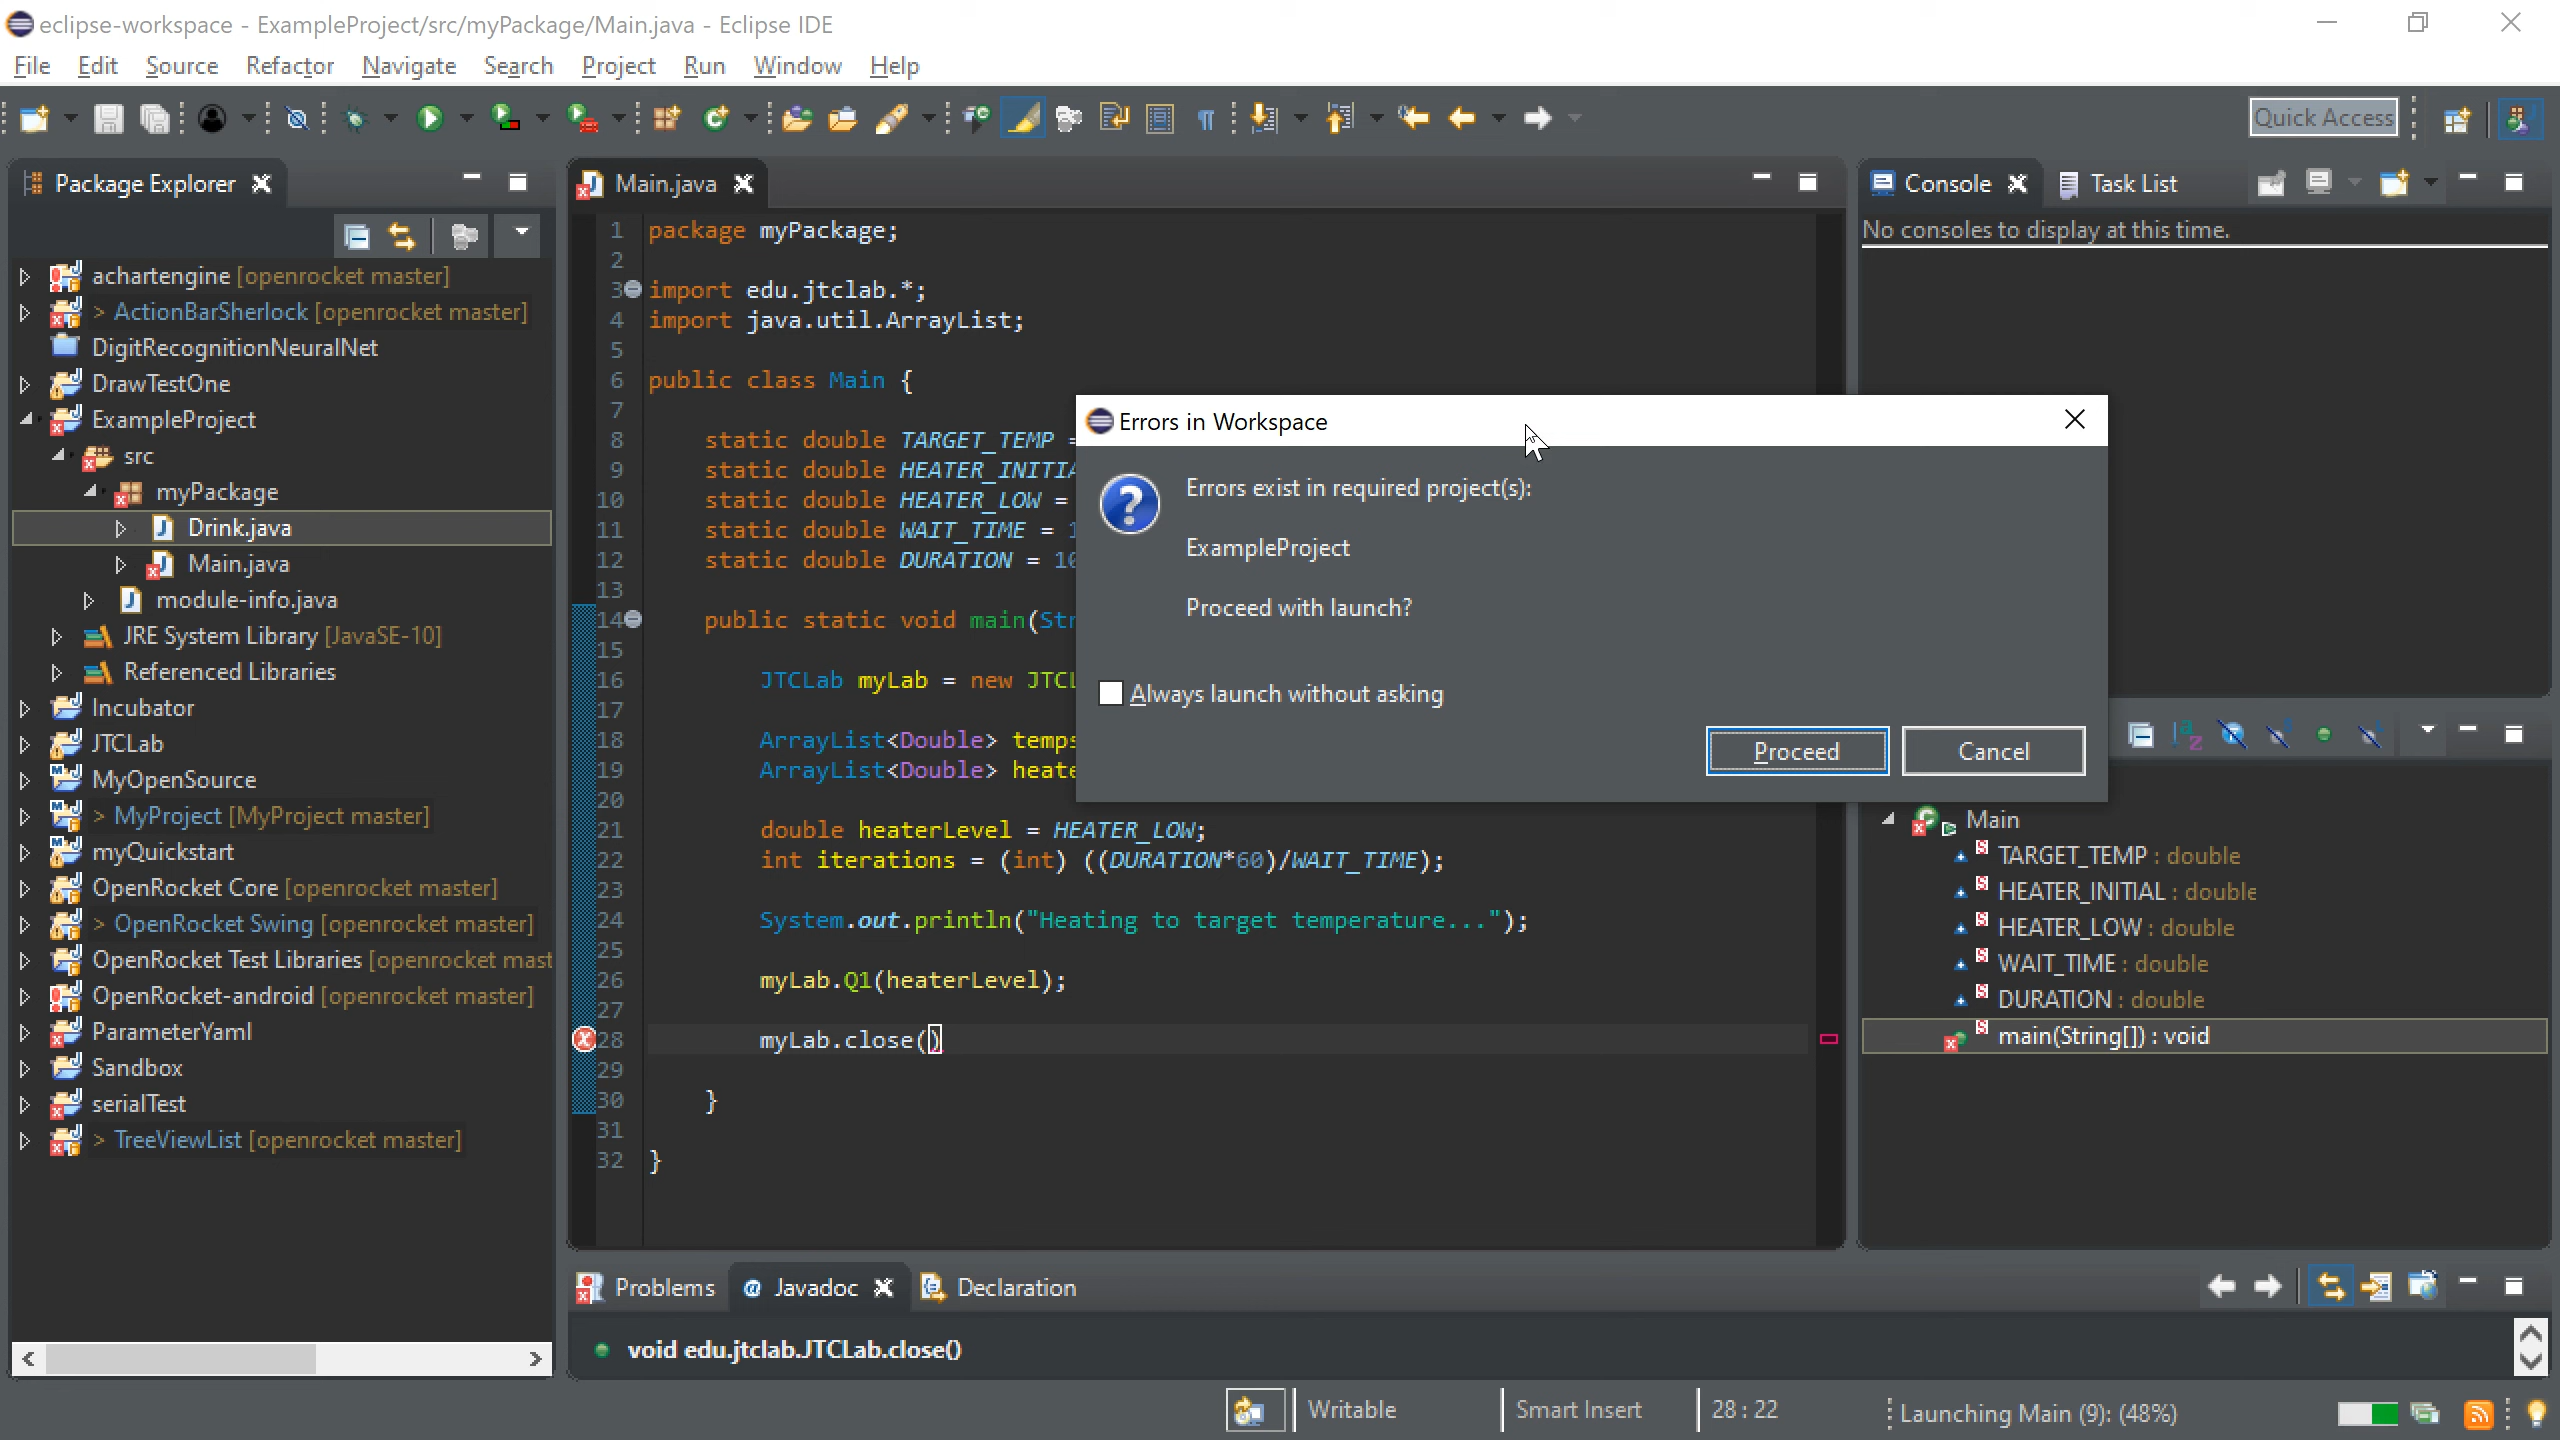 eclipse-workspace - ExampleProject/src/myPackage/Main.java - Eclipse IDE
File Edit Source Refactor Navigate Search Project Run Window Help
Quick Access
Package Explorer
achartengine [openrocket master]
> ActionBarSherlock [openrocket master]
DigitRecognitionNeuralNet
DrawTestOne
ExampleProject
src
myPackage
Drink.java
Main.java
module-info.java
JRE System Library [JavaSE-10]
Referenced Libraries
Incubator
JTCLab
MyOpenSource
> MyProject [MyProject master]
myQuickstart
OpenRocket Core [openrocket master]
> OpenRocket Swing [openrocket master]
OpenRocket Test Libraries [openrocket mast
OpenRocket-android [openrocket master]
ParameterYaml
Sandbox
serialTest
> TreeViewList [openrocket master]
Main.java
1 package myPackage;
2
3 import edu.jtclab.*;
4 import java.util.ArrayList;
5
6 public class Main {
7
8 static double TARGET_TEMP =
9 static double HEATER_INITIA
10 static double HEATER_LOW =
11 static double WAIT_TIME = 1
12 static double DURATION = 10
13
14 public static void main(Str
15
16 JTCLab myLab = new JTCL
17
18 ArrayList<Double> temps
19 ArrayList<Double> heate
20
21 double heaterLevel = HEATER_LOW;
22 int iterations = (int) ((DURATION*60)/WAIT_TIME);
23
24 System.out.println("Heating to target temperature...");
25
26 myLab.Q1(heaterLevel);
27
28 myLab.close()
29
30 }
31
32 }
Errors in Workspace
Errors exist in required project(s):
ExampleProject
Proceed with launch?
Always launch without asking
Proceed Cancel
Console Task List
No consoles to display at this time.
Main
TARGET_TEMP : double
HEATER_INITIAL : double
HEATER_LOW : double
WAIT_TIME : double
DURATION : double
main(String[]) : void
Problems @ Javadoc Declaration
void edu.jtclab.JTCLab.close()
Writable Smart Insert 28 : 22 Launching Main (9): (48%)